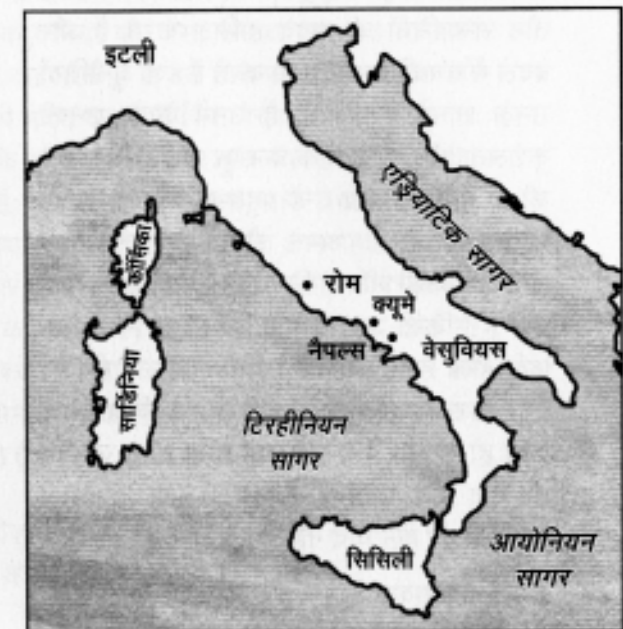 इटली
एड्रियाटिक सागर
कॉर्सिका
रोम
क्यूमे
नैपल्स
वेसुवियस
सार्डिनिया
टिरहीनियन
सागर
सिसिली
आयोनियन
सागर